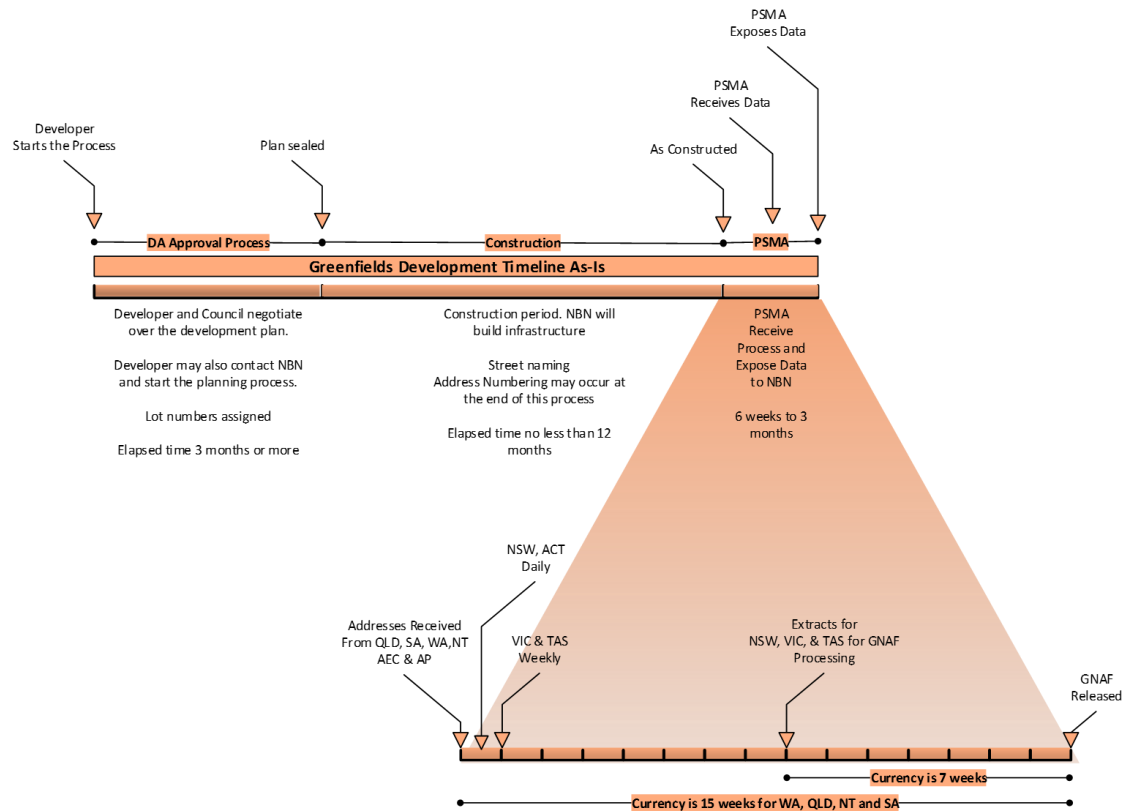 PSMA
Exposes Data
PSMA
Receives Data
Developer
Starts the Process
Plan sealed
As Constructed
DA Approval Process
Construction
PSMA
Greenfields Development Timeline As-Is
Developer and Council negotiate
over the development plan.
Developer may also contact NBN
and start the planning process.
Lot numbers assigned
Elapsed time 3 months or more
Construction period. NBN will
build infrastructure
Street naming
Address Numbering may occur at
the end of this process
Elapsed time no less than 12
months
PSMA
Receive
Process and
Expose Data
to NBN
6 weeks to 3
months
NSW, ACT
Daily
Addresses Received
From QLD, SA, WA,NT
AEC & AP
VIC & TAS
Weekly
Extracts for
NSW, VIC, & TAS for GNAF
Processing
GNAF
Released
Currency is 7 weeks
Currency is 15 weeks for WA, QLD, NT and SA